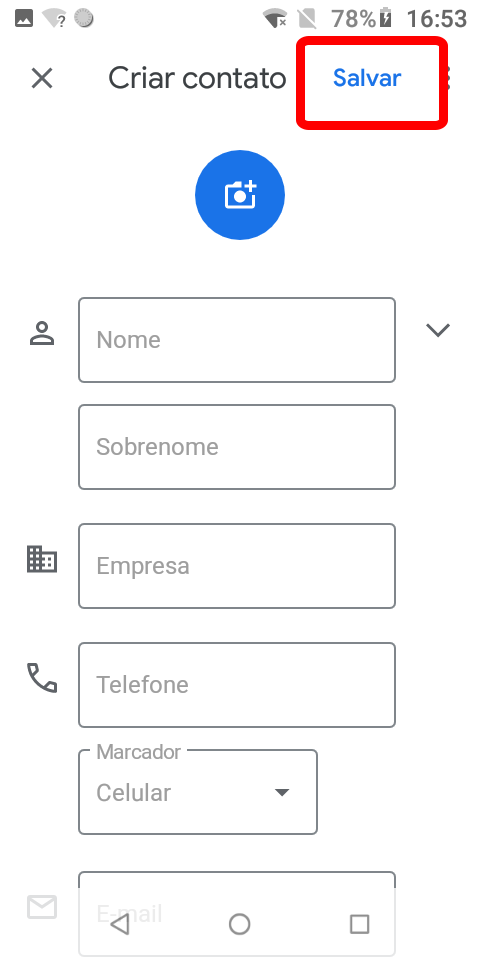 78% 16:53
Criar contato Salvar
Nome
Sobrenome
Empresa
Telefone
Marcador
Celular
E-mail